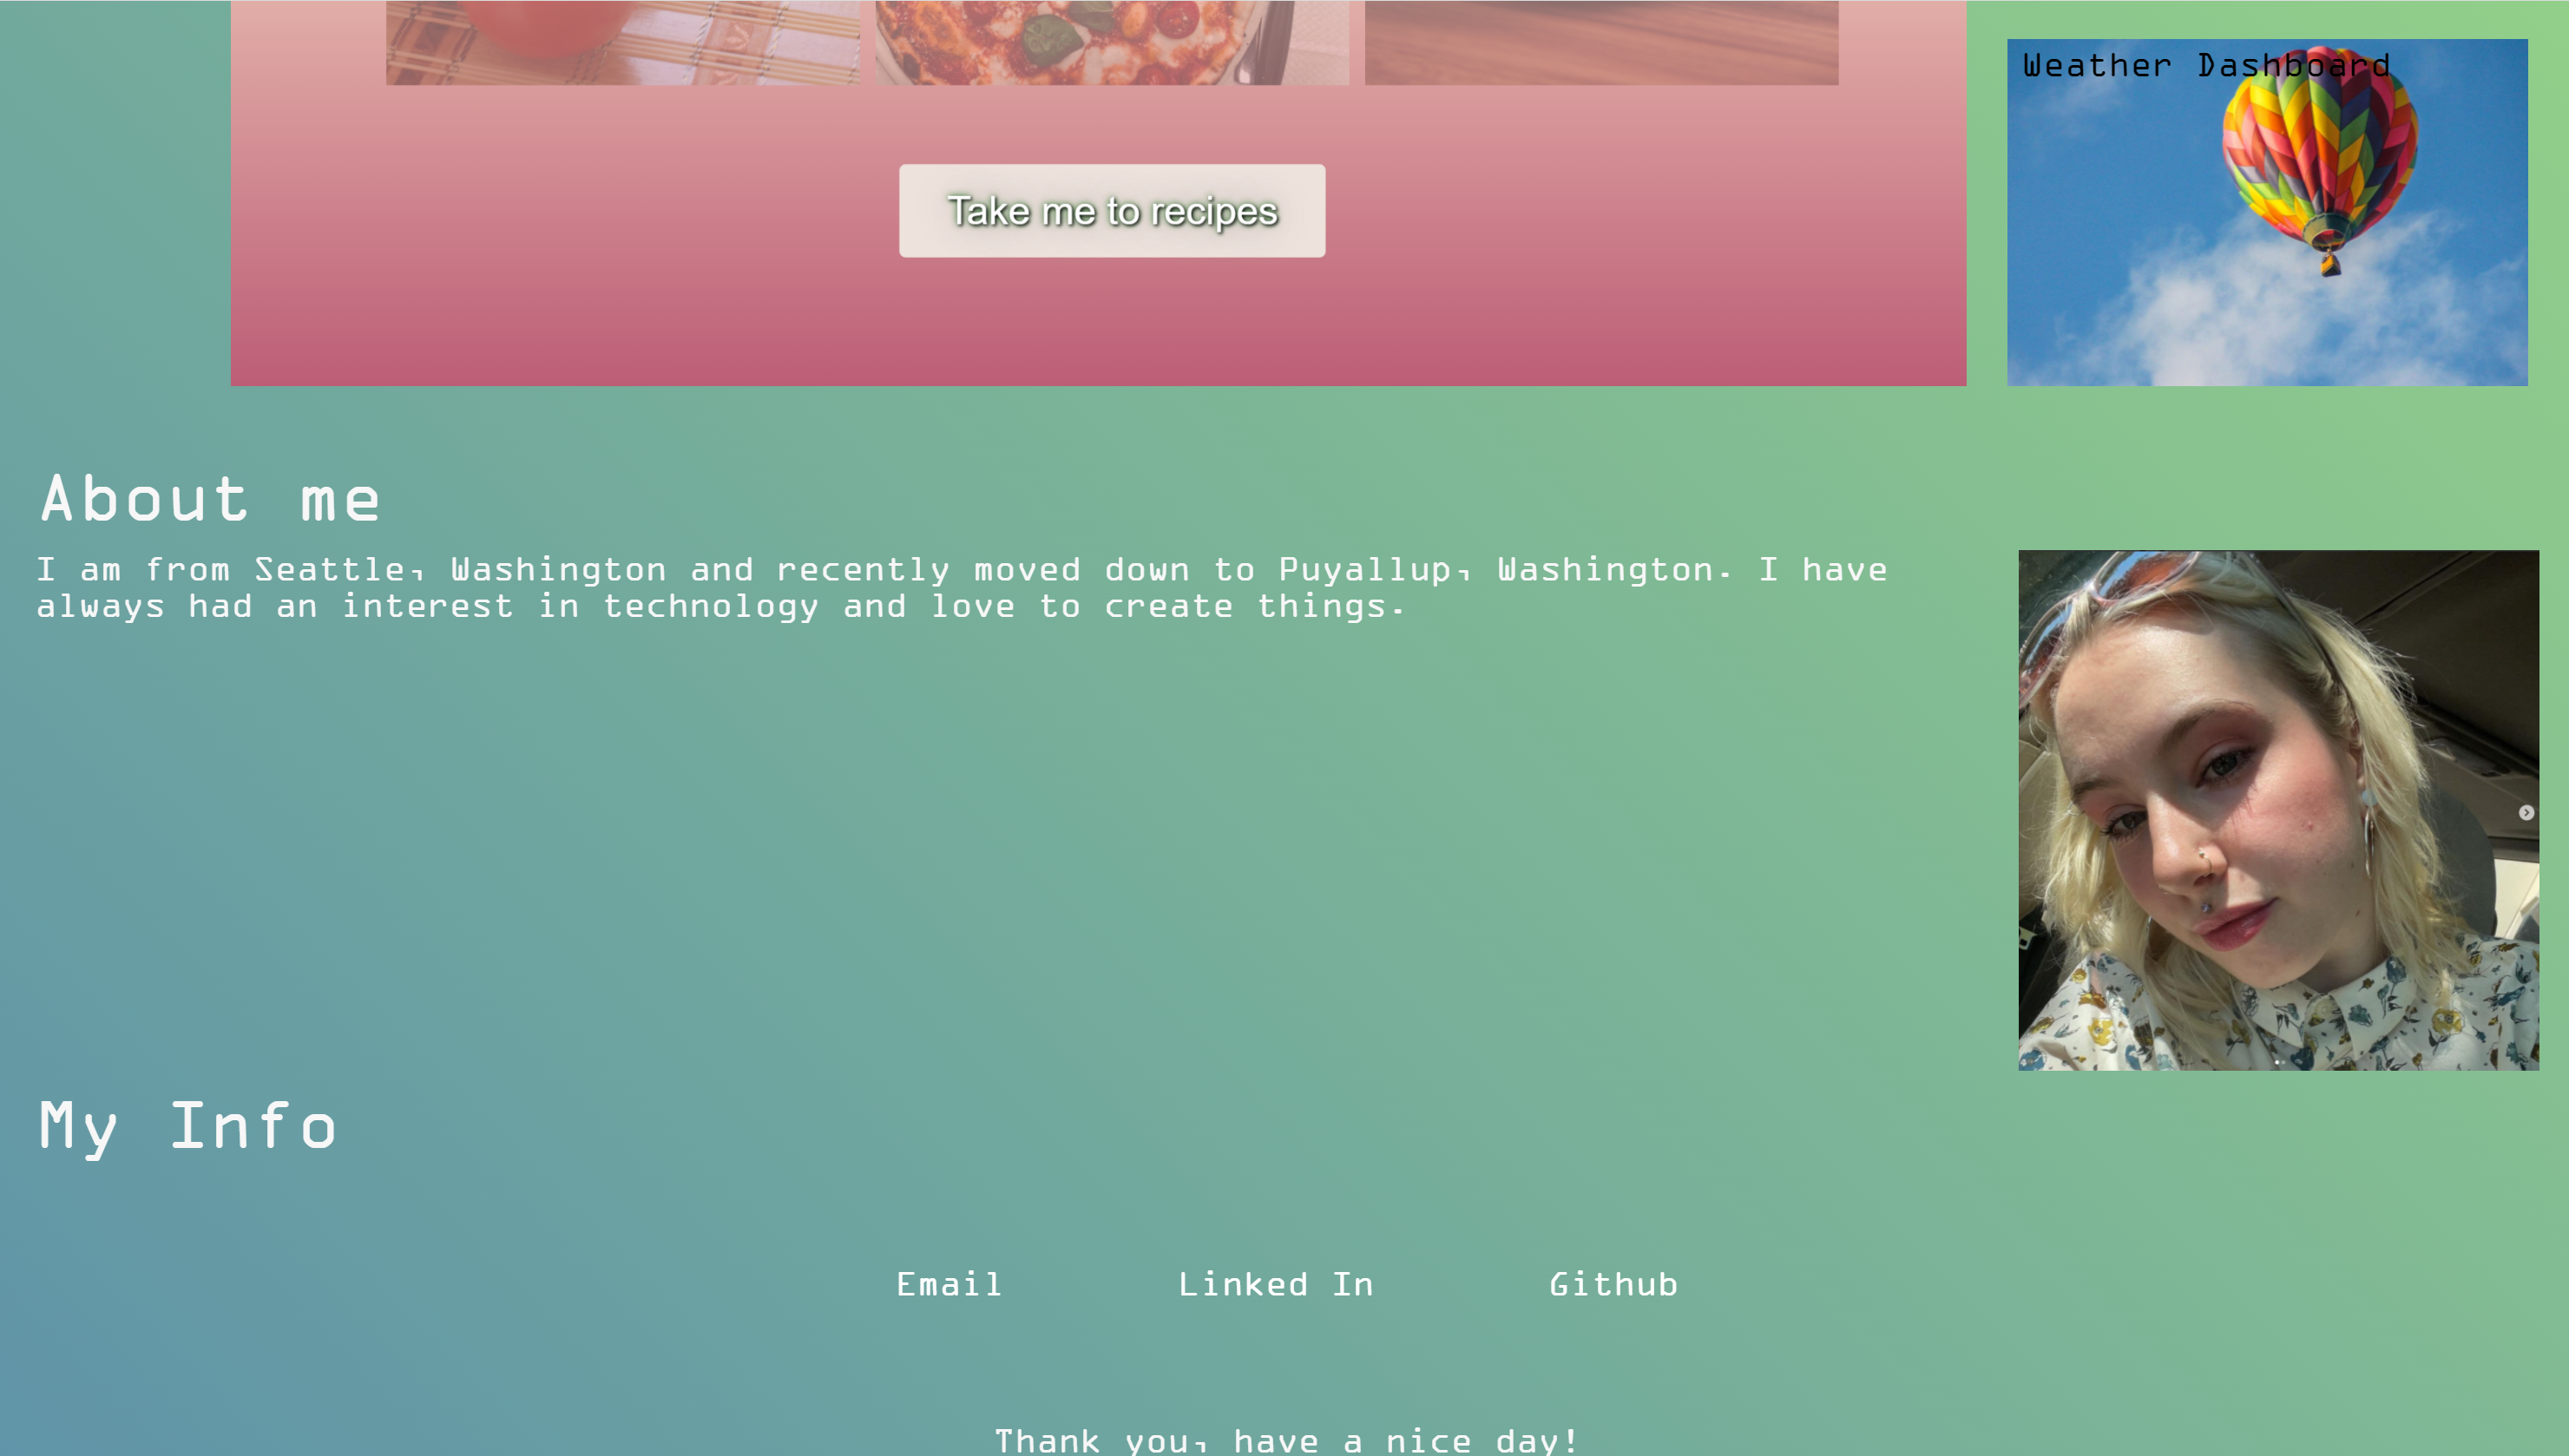 Weather Dashboard
Take me to recipes
About me
I am from Seattle, Washington and recently moved down to Puyallup, Washington. I have
always had an interest in technology and love to create things.
My Info
Email
Linked In
Github
Thank you, have a nice day!